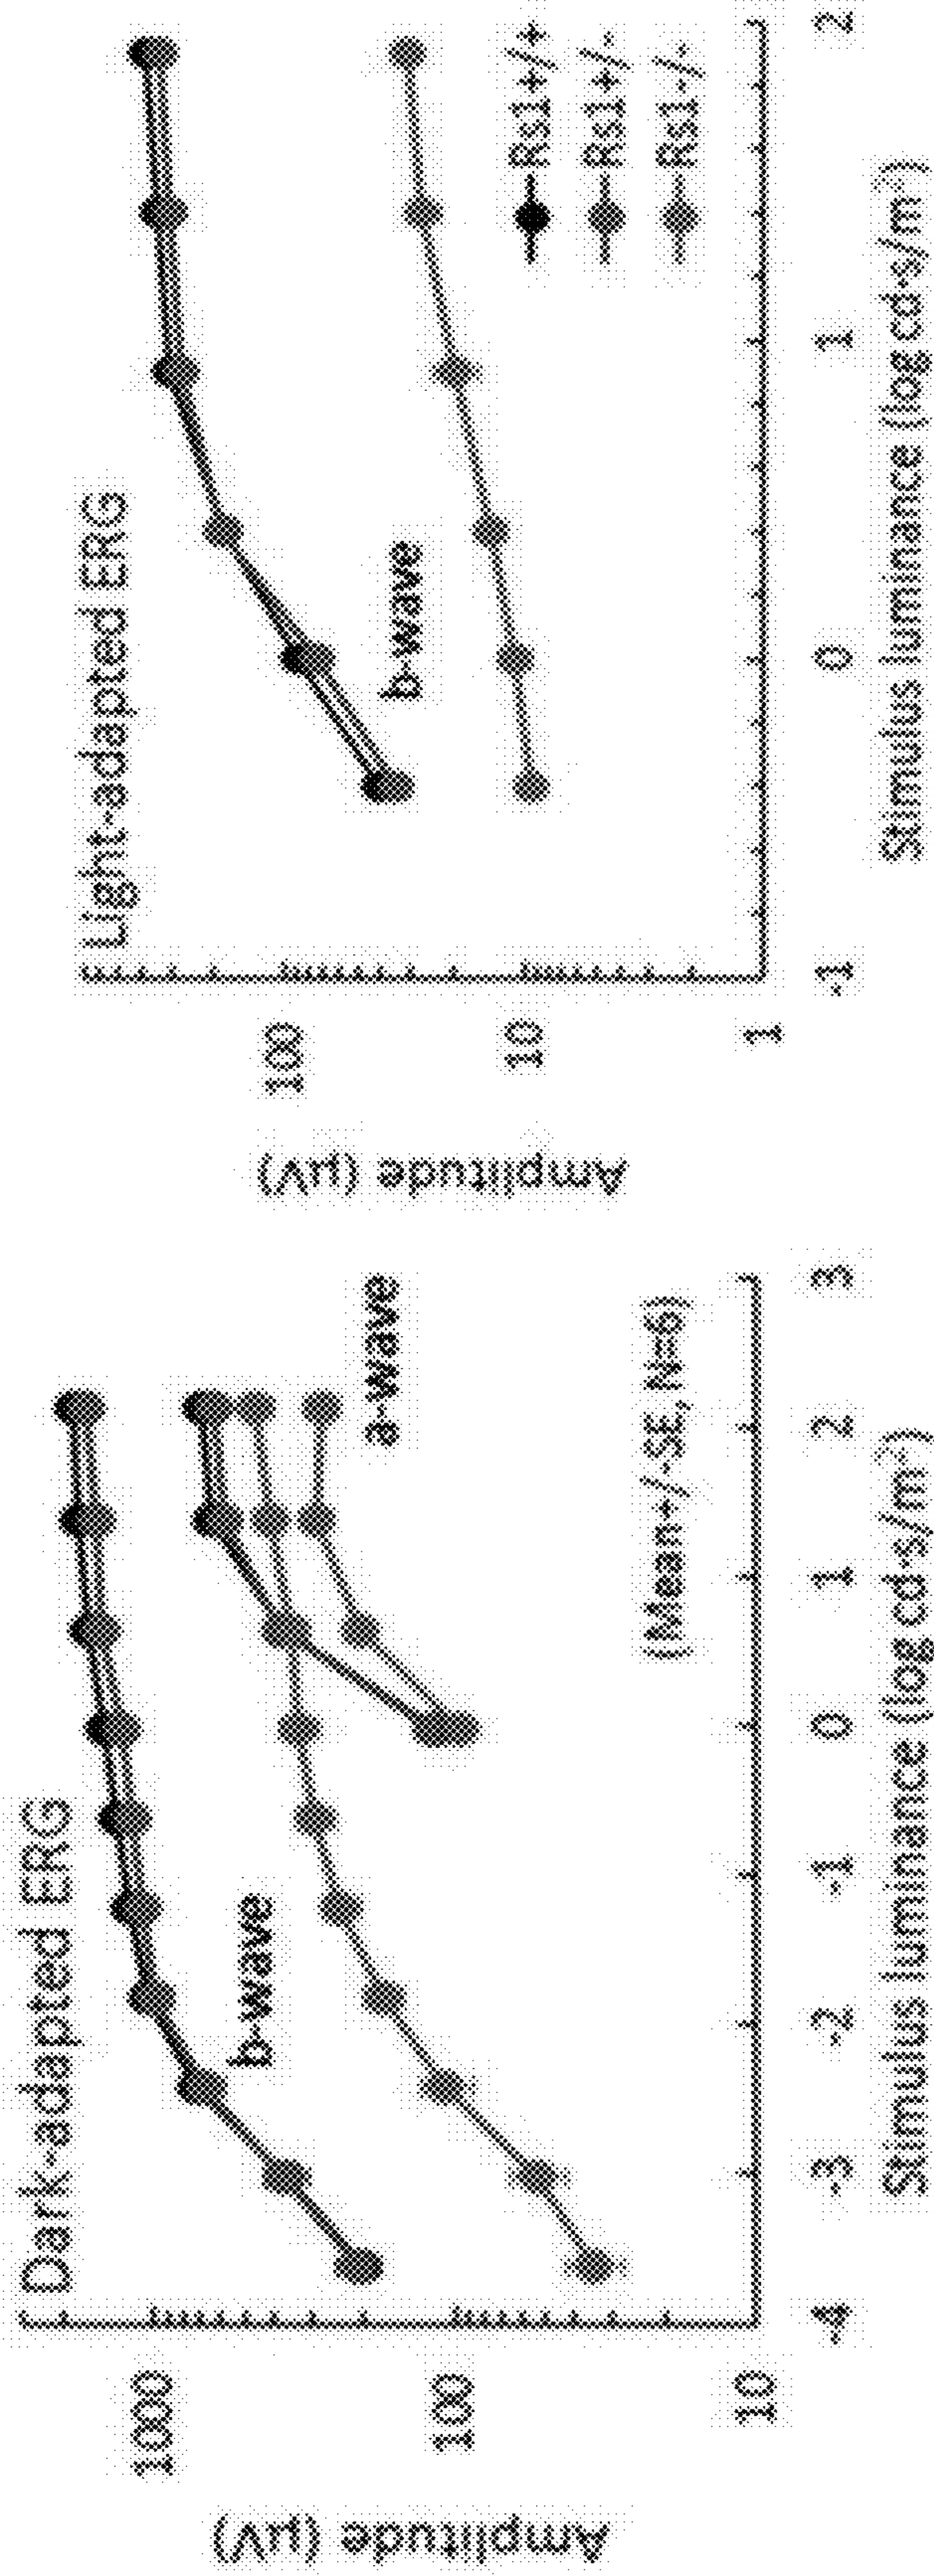 Dark-adapted ERG
Amplitude (µV)
1000
100
10
b-wave
a-wave
(Mean+/-SE, N=6)
-4 -3 -2 -1 0 1 2 3
Stimulus luminance (log cd·s/m²)
Light-adapted ERG
Amplitude (µV)
100
10
1
b-wave
Rs1+/+
Rs1+/-
Rs1-/-
-1 0 1 2
Stimulus luminance (log cd·s/m²)